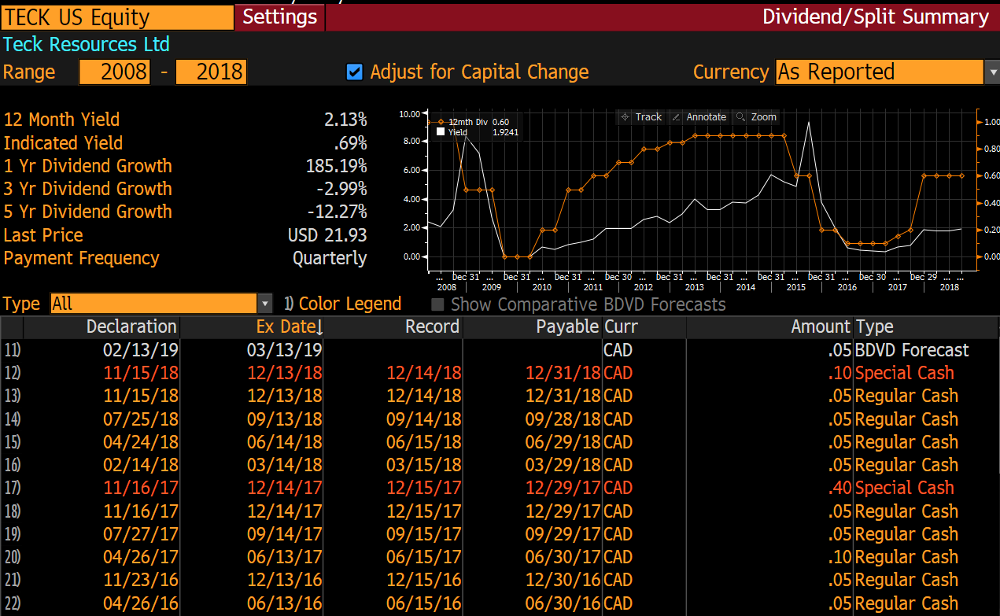 TECK US Equity Settings Dividend/Split Summary
Teck Resources Ltd
Range 2008 - 2018 Adjust for Capital Change Currency As Reported
12 Month Yield 2.13%
Indicated Yield .69%
1 Yr Dividend Growth 185.19%
3 Yr Dividend Growth -2.99%
5 Yr Dividend Growth -12.27%
Last Price USD 21.93
Payment Frequency Quarterly
Track Annotate Zoom
12mth Div 0.60
Yield 1.9241
10.00
8.00
6.00
4.00
2.00
0.00
1.00
0.80
0.60
0.40
0.20
0.00
... Dec 31 ... Dec 31 ... Dec 31 ... Dec 30 ... Dec 31 ... Dec 31 ... Dec 31 ... Dec 31 ... Dec 30 ... Dec 29 ... ...
2008 2009 2010 2011 2012 2013 2014 2015 2016 2017 2018
Type All 1) Color Legend Show Comparative BDVD Forecasts
Declaration Ex Date↓ Record Payable Curr Amount Type
11) 02/13/19 03/13/19 CAD .05 BDVD Forecast
12) 11/15/18 12/13/18 12/14/18 12/31/18 CAD .10 Special Cash
13) 11/15/18 12/13/18 12/14/18 12/31/18 CAD .05 Regular Cash
14) 07/25/18 09/13/18 09/14/18 09/28/18 CAD .05 Regular Cash
15) 04/24/18 06/14/18 06/15/18 06/29/18 CAD .05 Regular Cash
16) 02/14/18 03/14/18 03/15/18 03/29/18 CAD .05 Regular Cash
17) 11/16/17 12/14/17 12/15/17 12/29/17 CAD .40 Special Cash
18) 11/16/17 12/14/17 12/15/17 12/29/17 CAD .05 Regular Cash
19) 07/27/17 09/14/17 09/15/17 09/29/17 CAD .05 Regular Cash
20) 04/26/17 06/13/17 06/15/17 06/30/17 CAD .10 Regular Cash
21) 11/23/16 12/13/16 12/15/16 12/30/16 CAD .05 Regular Cash
22) 04/26/16 06/13/16 06/15/16 06/30/16 CAD .05 Regular Cash